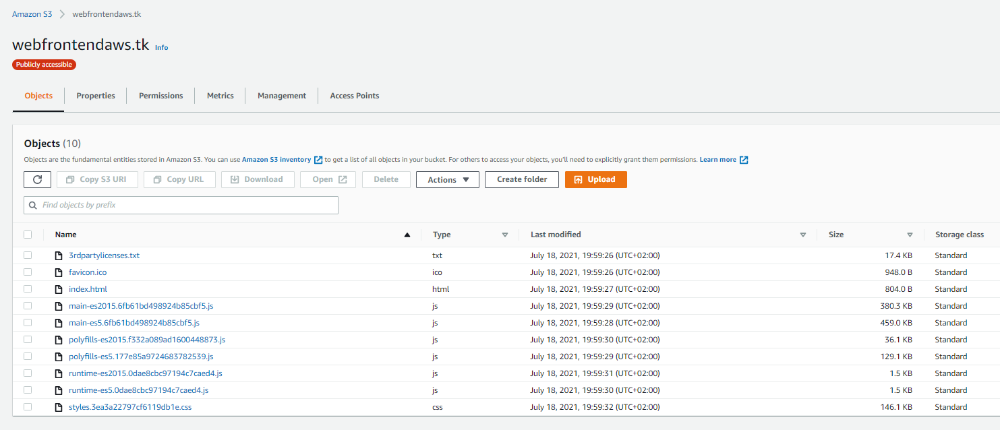 Amazon S3 > webfrontendaws.tk
webfrontendaws.tk Info
Publicly accessible
Objects Properties Permissions Metrics Management Access Points
Objects (10)
Objects are the fundamental entities stored in Amazon S3. You can use Amazon S3 inventory to get a list of all objects in your bucket. For others to access your objects, you'll need to explicitly grant them permissions. Learn more
Copy S3 URI Copy URL Download Open Delete Actions Create folder Upload
Find objects by prefix
Name Type Last modified Size Storage class
3rdpartylicenses.txt txt July 18, 2021, 19:59:26 (UTC+02:00) 17.4 KB Standard
favicon.ico ico July 18, 2021, 19:59:26 (UTC+02:00) 948.0 B Standard
index.html html July 18, 2021, 19:59:27 (UTC+02:00) 804.0 B Standard
main-es2015.6fb61bd498924b85cbf5.js js July 18, 2021, 19:59:29 (UTC+02:00) 380.3 KB Standard
main-es5.6fb61bd498924b85cbf5.js js July 18, 2021, 19:59:28 (UTC+02:00) 459.0 KB Standard
polyfills-es2015.f332a089ad1600448873.js js July 18, 2021, 19:59:30 (UTC+02:00) 36.1 KB Standard
polyfills-es5.177e85a9724683782539.js js July 18, 2021, 19:59:29 (UTC+02:00) 129.1 KB Standard
runtime-es2015.0dae8cbc97194c7caed4.js js July 18, 2021, 19:59:31 (UTC+02:00) 1.5 KB Standard
runtime-es5.0dae8cbc97194c7caed4.js js July 18, 2021, 19:59:30 (UTC+02:00) 1.5 KB Standard
styles.3ea3a22797cf6119db1e.css css July 18, 2021, 19:59:32 (UTC+02:00) 146.1 KB Standard